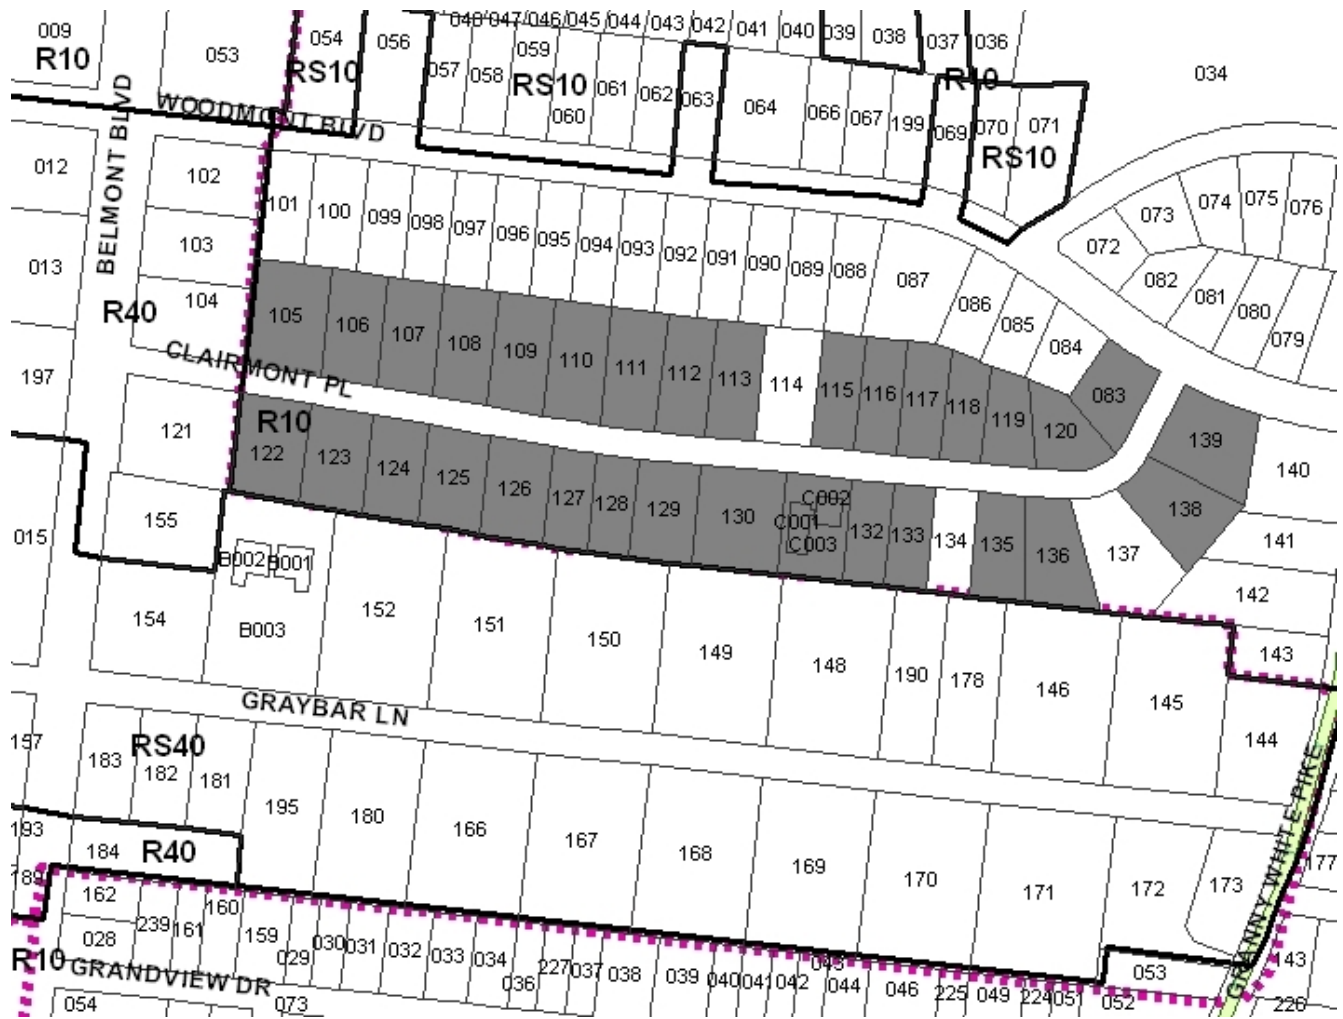 048 047 046 045 044 043 042 041 040 039 038 037 036
009 053 054 056 059
R10 RS10 057 058 RS10 061 062 063 064 066 067 199 069 R10 034
060 070 071
RS10
WOODMONT BLVD
BELMONT BLVD
012 102 101 100 099 098 097 096 095 094 093 092 091 090 089 088 087
072 073 074 075 076
013 103 086 085 084 082 081 080 079
104
R40
CLAIRMONT PL
105 106 107 108 109 110 111 112 113 114 115 116 117 118 119 120 083
197 121 139 140
R10
122 123 124 125 126 127 128 129 130 C002 132 133 134 135 136 137 138 141
C001
C003
015 155 142
B002 B001
154 B003 152 151 150 149 148 190 178 146 145 143
144
GRAYBAR LN
157 183 182 181 195 180 166 167 168 169 170 171 172 173
RS40
GRANNY WHITE PIKE
193 184 R40 177
189 162 239 161 160 159 029 030 031 032 033 034 036 227 037 038 039 040 041 042 043 044 046 225 049 224 051 052 053 143
028
R10
GRANDVIEW DR
054 073 226